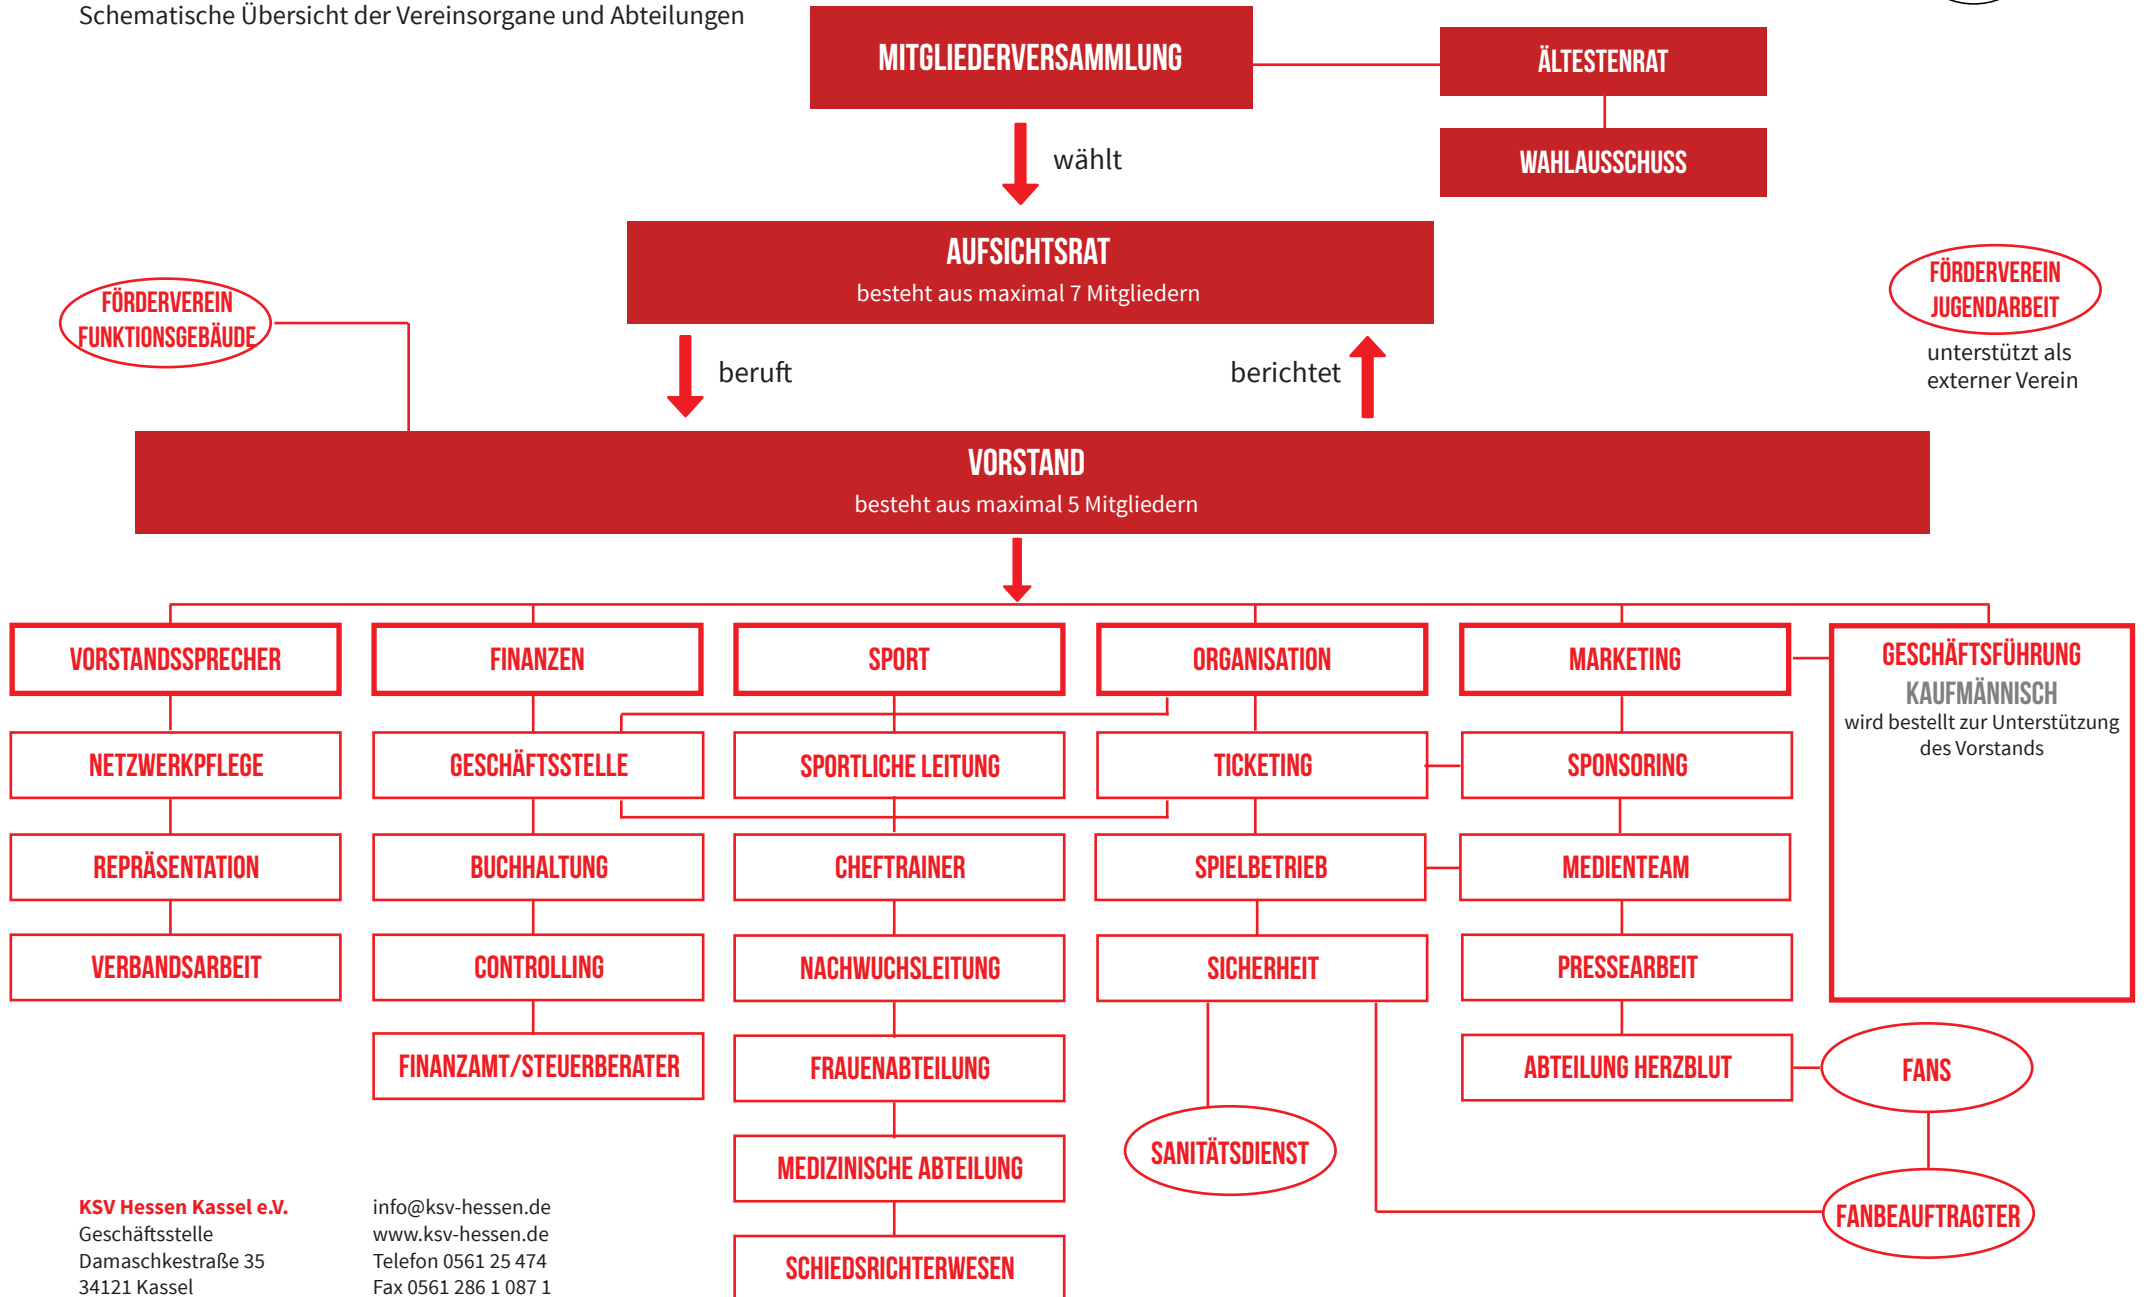 Schematische Übersicht der Vereinsorgane und Abteilungen
MITGLIEDERVERSAMMLUNG
ÄLTESTENRAT
wählt
WAHLAUSSCHUSS
AUFSICHTSRAT
besteht aus maximal 7 Mitgliedern
FÖRDERVEREIN
FUNKTIONSGEBÄUDE
FÖRDERVEREIN
JUGENDARBEIT
unterstützt als
externer Verein
beruft
berichtet
VORSTAND
besteht aus maximal 5 Mitgliedern
VORSTANDSSPRECHER
FINANZEN
SPORT
ORGANISATION
MARKETING
GESCHÄFTSFÜHRUNG
KAUFMÄNNISCH
wird bestellt zur Unterstützung
des Vorstands
NETZWERKPFLEGE
GESCHÄFTSSTELLE
SPORTLICHE LEITUNG
TICKETING
SPONSORING
REPRÄSENTATION
BUCHHALTUNG
CHEFTRAINER
SPIELBETRIEB
MEDIENTEAM
VERBANDSARBEIT
CONTROLLING
NACHWUCHSLEITUNG
SICHERHEIT
PRESSEARBEIT
FINANZAMT/STEUERBERATER
FRAUENABTEILUNG
ABTEILUNG HERZBLUT
FANS
SANITÄTSDIENST
MEDIZINISCHE ABTEILUNG
FANBEAUFTRAGTER
SCHIEDSRICHTERWESEN
KSV Hessen Kassel e.V.
Geschäftsstelle
Damaschkestraße 35
34121 Kassel
info@ksv-hessen.de
www.ksv-hessen.de
Telefon 0561 25 474
Fax 0561 286 1 087 1